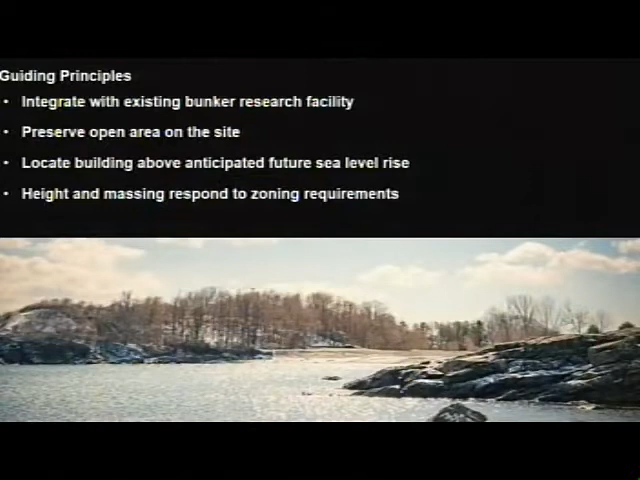 Guiding Principles
• Integrate with existing bunker research facility
• Preserve open area on the site
• Locate building above anticipated future sea level rise
• Height and massing respond to zoning requirements